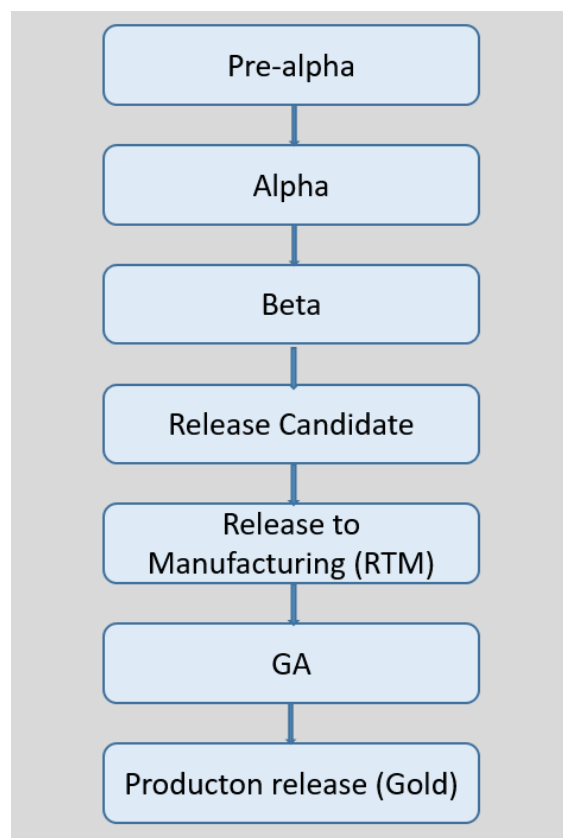 Pre-alpha
Alpha
Beta
Release Candidate
Release to
Manufacturing (RTM)
GA
Producton release (Gold)